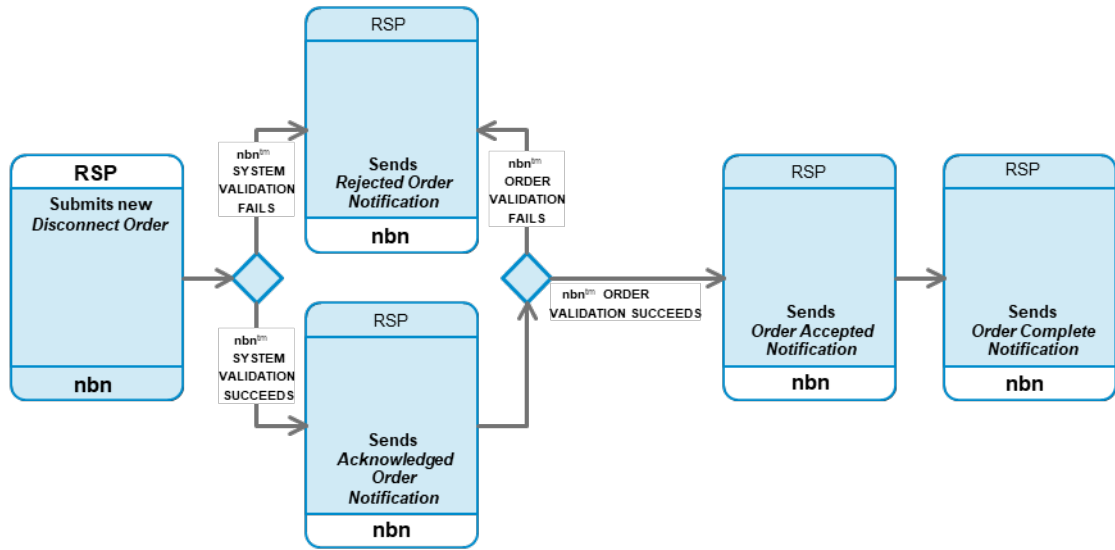 RSP
Submits new
Disconnect Order
nbn
nbn™
SYSTEM
VALIDATION
FAILS
nbn™
SYSTEM
VALIDATION
SUCCEEDS
RSP
Sends
Rejected Order
Notification
nbn
RSP
Sends
Acknowledged
Order
Notification
nbn
nbn™
ORDER
VALIDATION
FAILS
nbn™ ORDER
VALIDATION SUCCEEDS
RSP
Sends
Order Accepted
Notification
nbn
RSP
Sends
Order Complete
Notification
nbn